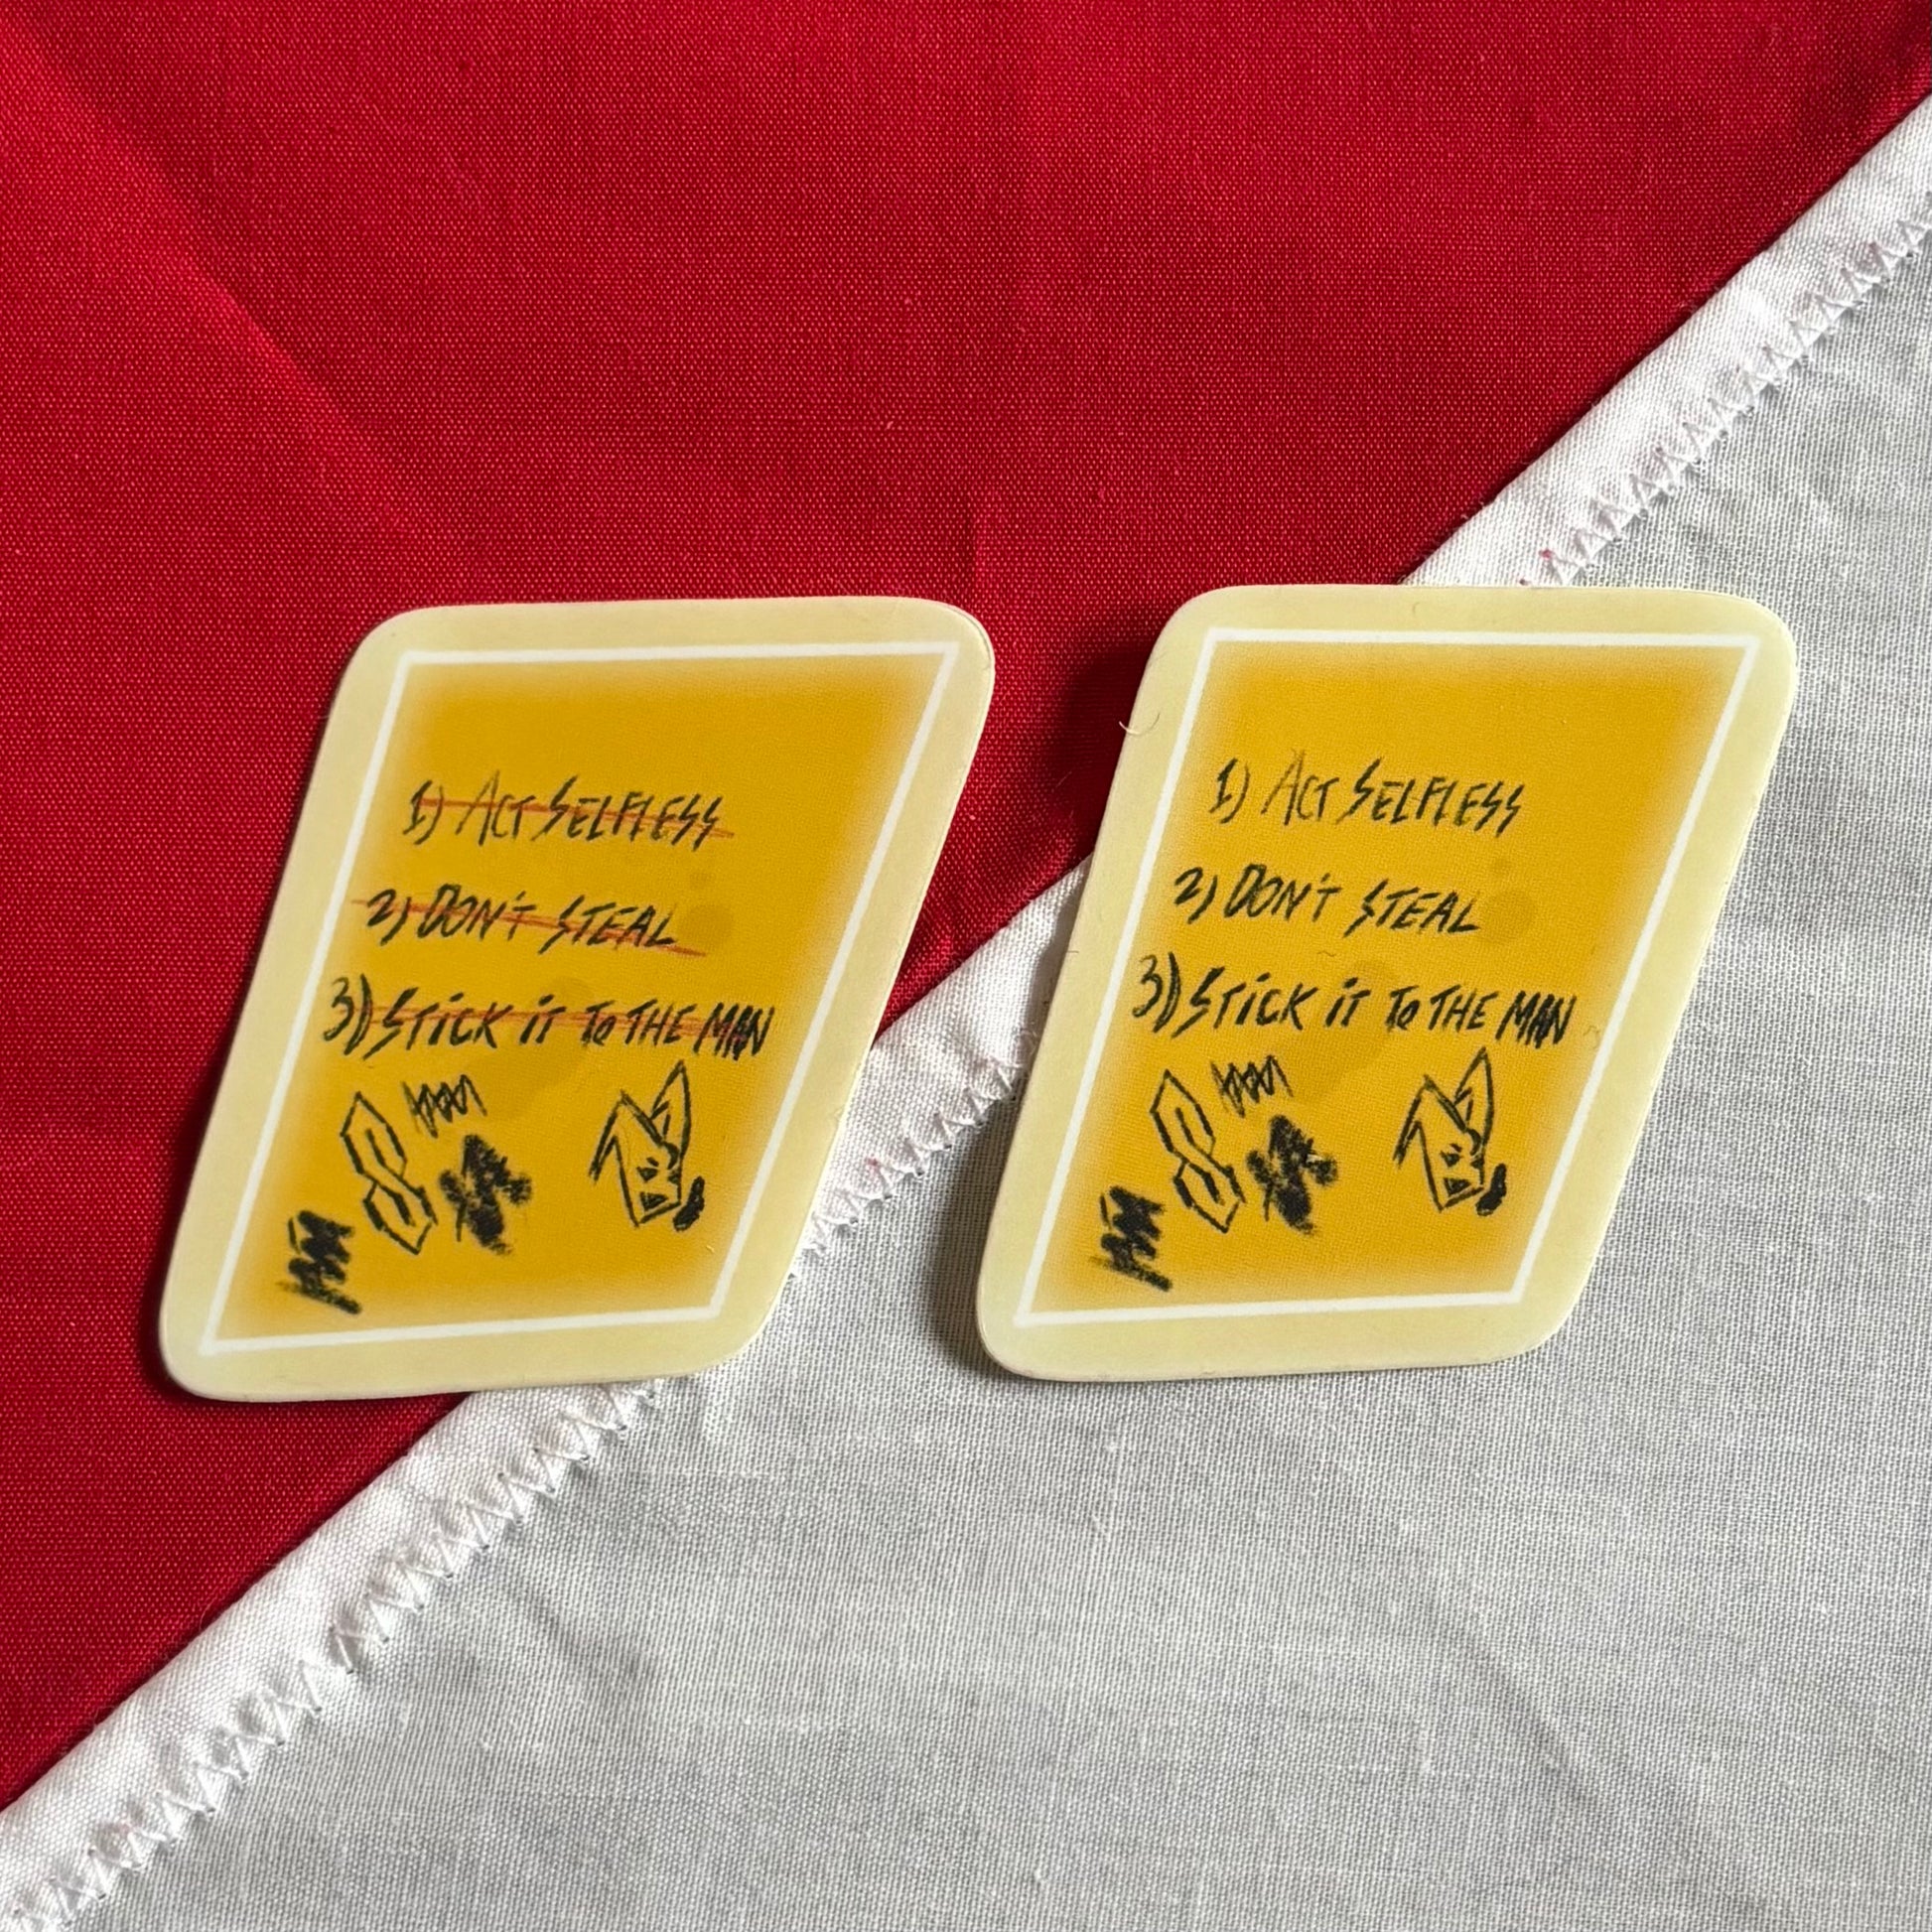 1) ACT SELFLESS
2) DON'T STEAL
3) STICK IT TO THE MAN
1) ACT SELFLESS
2) DON'T STEAL
3) STICK IT TO THE MAN